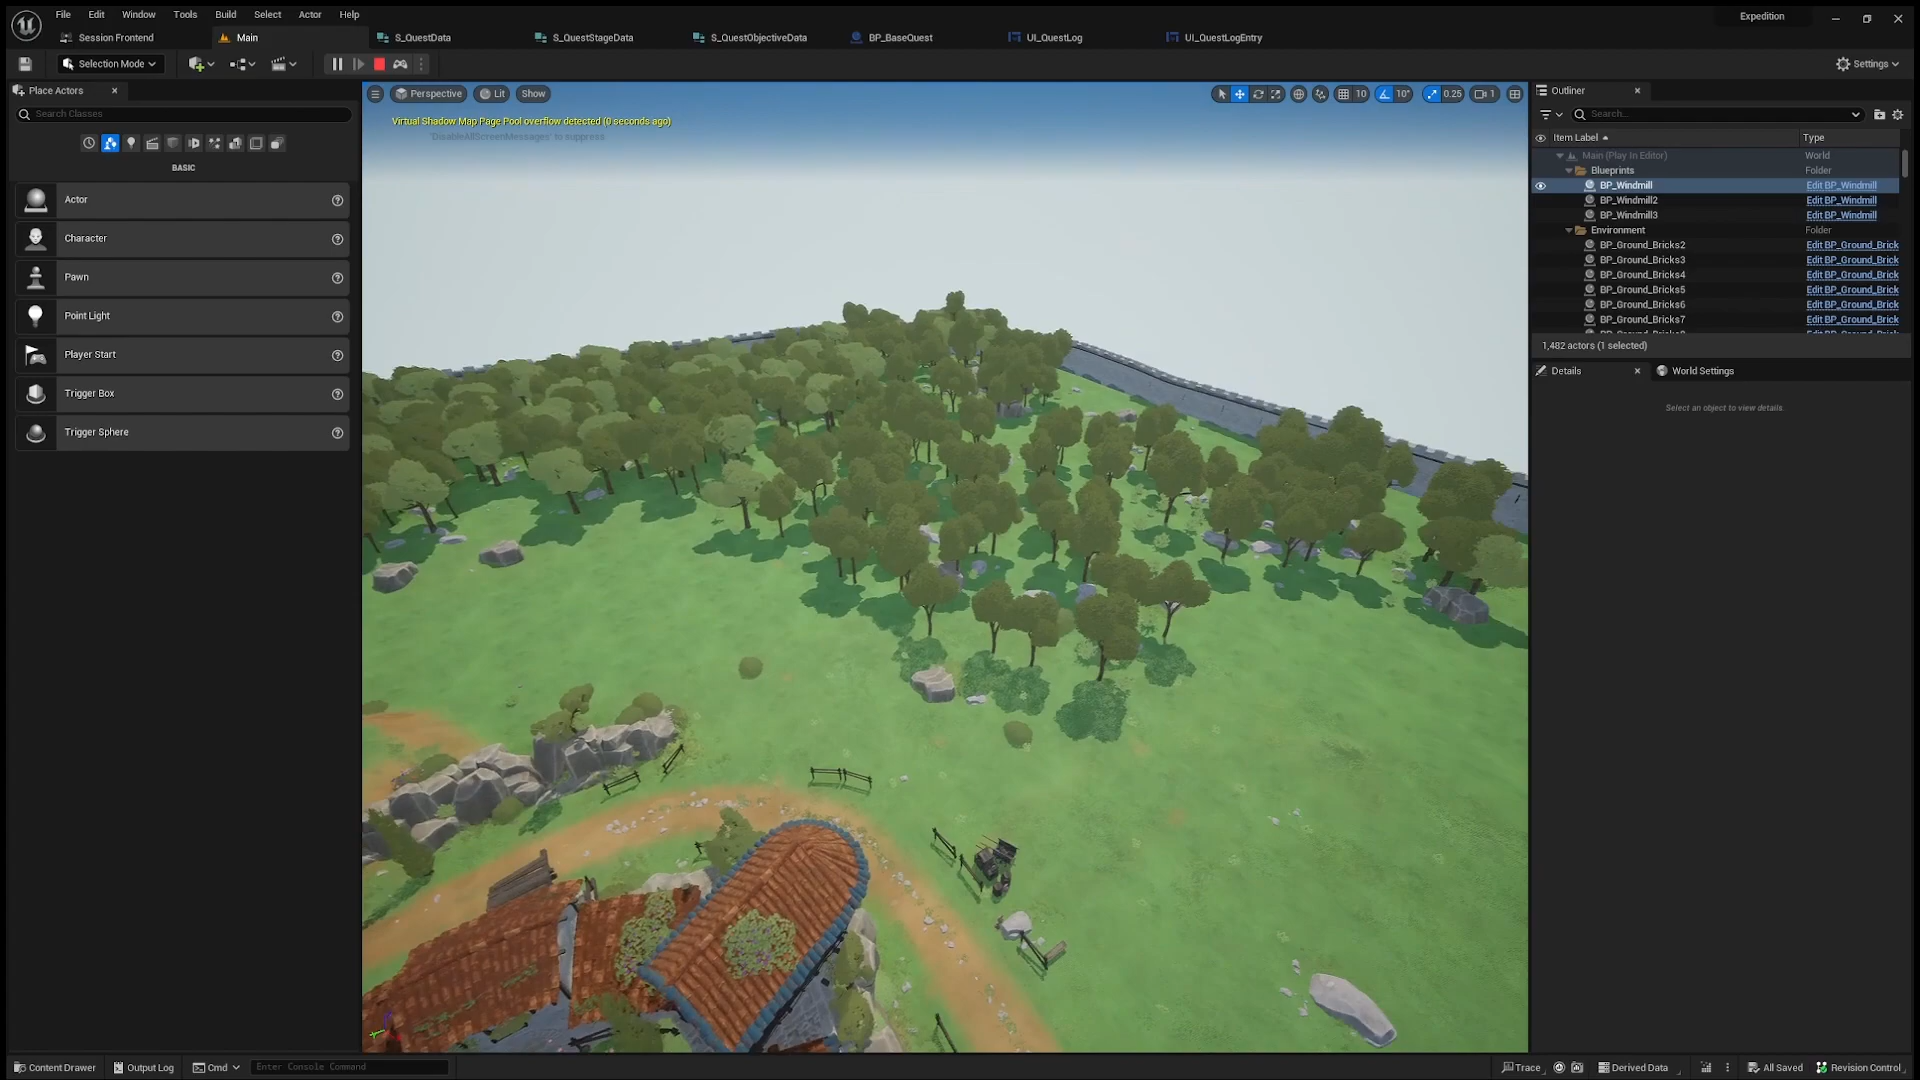 File Edit Window Tools Build Select Actor Help
Expedition
Session Frontend
Main
S_QuestData
S_QuestStageData
S_QuestObjectiveData
BP_BaseQuest
UI_QuestLog
UI_QuestLogEntry
Selection Mode
Settings
Place Actors
Search Classes
BASIC
Actor
Character
Pawn
Point Light
Player Start
Trigger Box
Trigger Sphere
Perspective
Lit
Show
10
10°
0.25
1
Virtual Shadow Map Page Pool overflow detected (0 seconds ago)
'DisableAllScreenMessages' to suppress
Outliner
Search...
Item Label Type
Main (Play In Editor) World
Blueprints Folder
BP_Windmill Edit BP_Windmill
BP_Windmill2 Edit BP_Windmill
BP_Windmill3 Edit BP_Windmill
Environment Folder
BP_Ground_Bricks2 Edit BP_Ground_Brick
BP_Ground_Bricks3 Edit BP_Ground_Brick
BP_Ground_Bricks4 Edit BP_Ground_Brick
BP_Ground_Bricks5 Edit BP_Ground_Brick
BP_Ground_Bricks6 Edit BP_Ground_Brick
BP_Ground_Bricks7 Edit BP_Ground_Brick
1,482 actors (1 selected)
Details
World Settings
Select an object to view details.
Content Drawer
Output Log
Cmd
Enter Console Command
Trace
Derived Data
All Saved
Revision Control